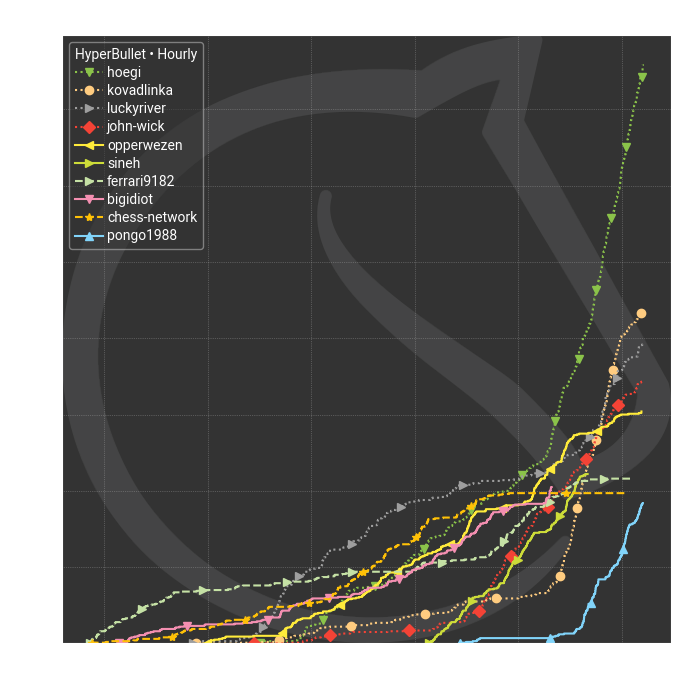 HyperBullet • Hourly
hoegi
kovadlinka
luckyriver
john-wick
opperwezen
sineh
ferrari9182
bigidiot
chess-network
pongo1988